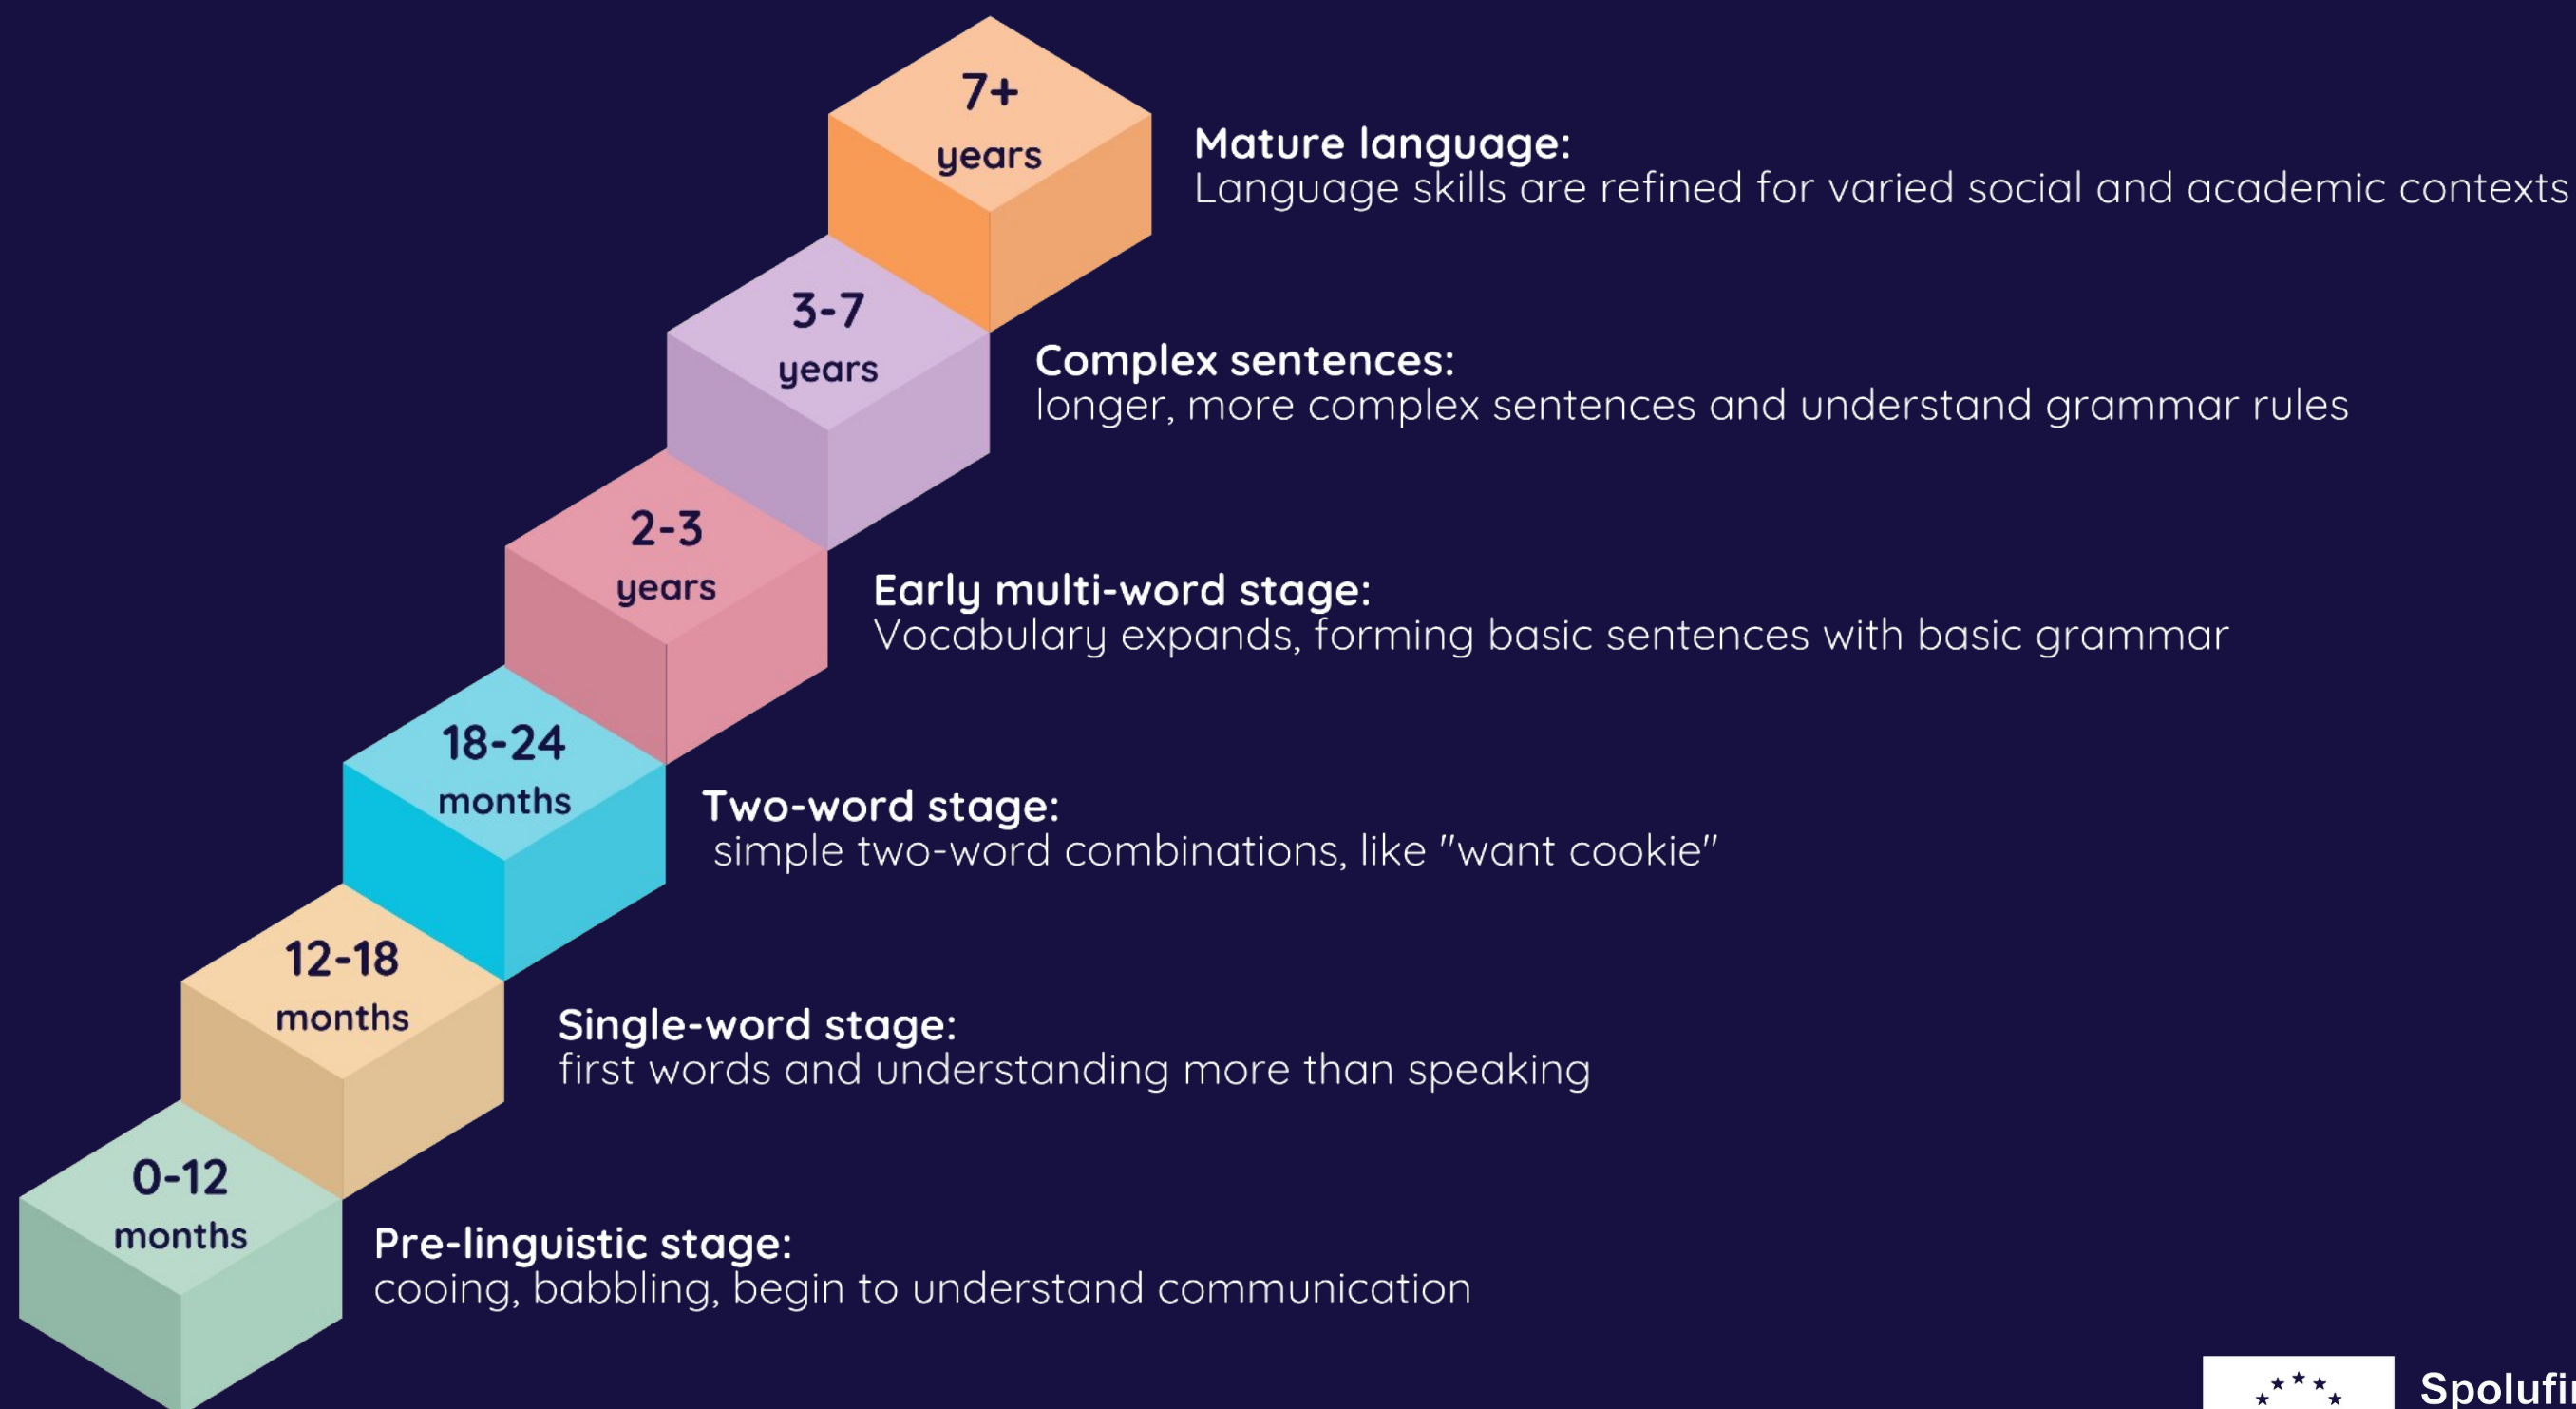 7+
years
Mature language:
Language skills are refined for varied social and academic contexts
3-7
years
Complex sentences:
longer, more complex sentences and understand grammar rules
2-3
years
Early multi-word stage:
Vocabulary expands, forming basic sentences with basic grammar
18-24
months
Two-word stage:
simple two-word combinations, like "want cookie"
12-18
months
Single-word stage:
first words and understanding more than speaking
0-12
months
Pre-linguistic stage:
cooing, babbling, begin to understand communication